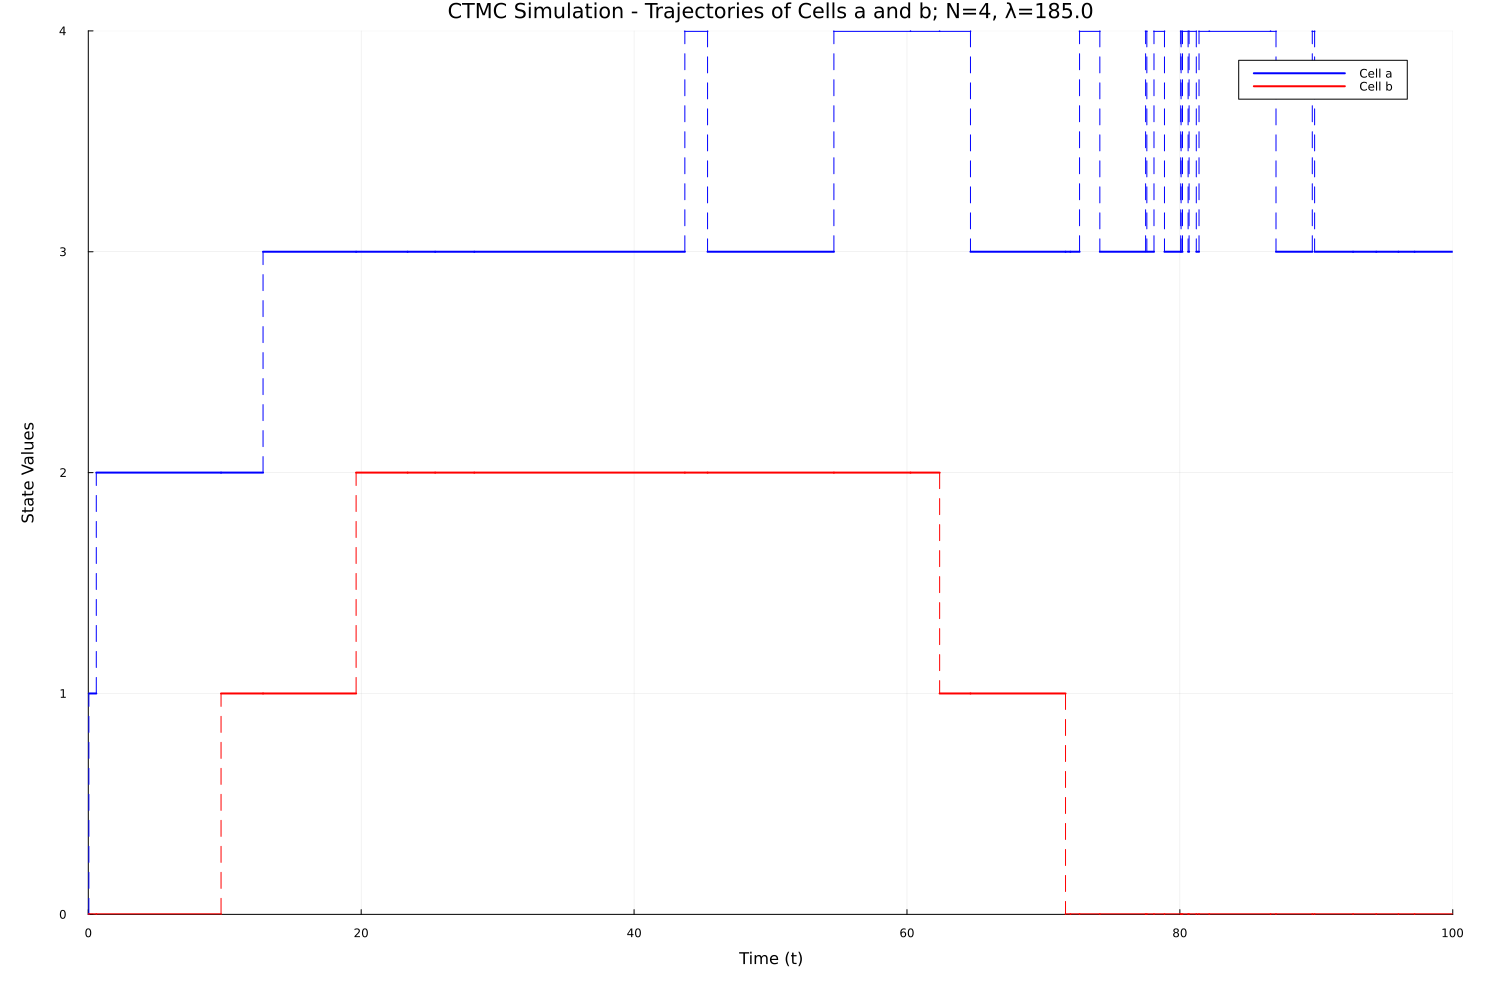 CTMC Simulation - Trajectories of Cells a and b; N=4, λ=185.0
4
Cell a
Cell b
3
State Values
2
1
0
0 20 40 60 80 100
Time (t)